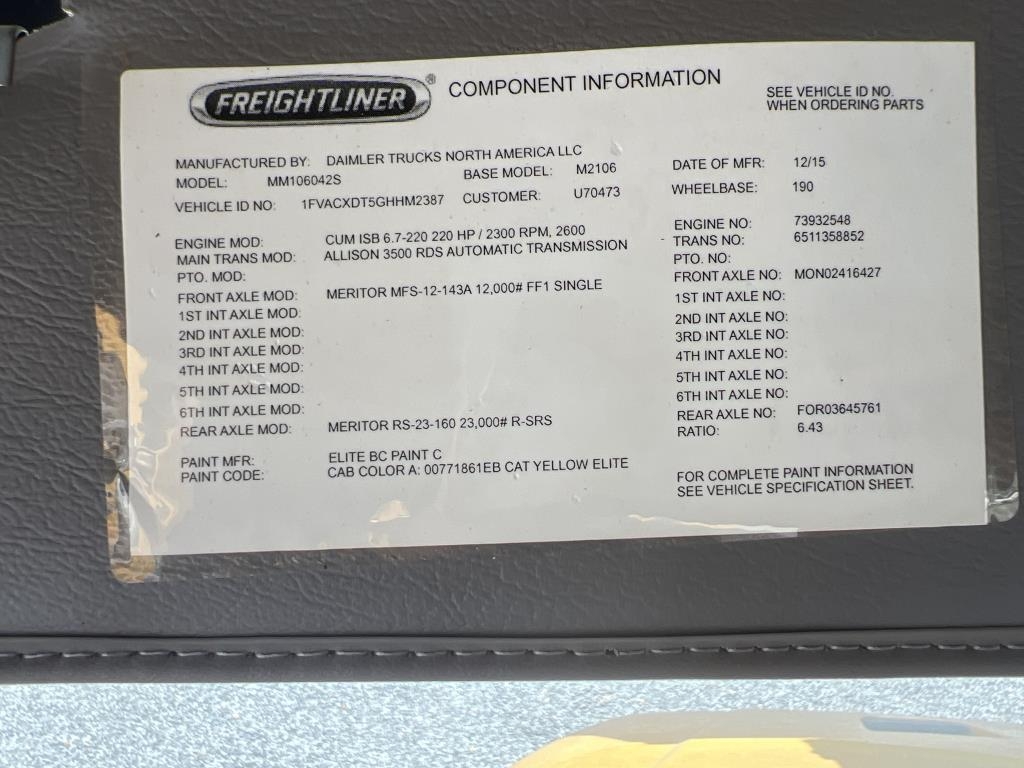 FREIGHTLINER® COMPONENT INFORMATION
SEE VEHICLE ID NO.
WHEN ORDERING PARTS
MANUFACTURED BY: DAIMLER TRUCKS NORTH AMERICA LLC
MODEL: MM106042S BASE MODEL: M2106
VEHICLE ID NO: 1FVACXDT5GHHM2387 CUSTOMER: U70473
DATE OF MFR: 12/15
WHEELBASE: 190
ENGINE MOD: CUM ISB 6.7-220 220 HP / 2300 RPM, 2600
MAIN TRANS MOD: ALLISON 3500 RDS AUTOMATIC TRANSMISSION
PTO. MOD:
FRONT AXLE MOD: MERITOR MFS-12-143A 12,000# FF1 SINGLE
1ST INT AXLE MOD:
2ND INT AXLE MOD:
3RD INT AXLE MOD:
4TH INT AXLE MOD:
5TH INT AXLE MOD:
6TH INT AXLE MOD:
REAR AXLE MOD: MERITOR RS-23-160 23,000# R-SRS
ENGINE NO: 73932548
TRANS NO: 6511358852
PTO. NO:
FRONT AXLE NO: MON02416427
1ST INT AXLE NO:
2ND INT AXLE NO:
3RD INT AXLE NO:
4TH INT AXLE NO:
5TH INT AXLE NO:
6TH INT AXLE NO:
REAR AXLE NO: FOR03645761
RATIO: 6.43
PAINT MFR: ELITE BC PAINT C
PAINT CODE: CAB COLOR A: 00771861EB CAT YELLOW ELITE
FOR COMPLETE PAINT INFORMATION
SEE VEHICLE SPECIFICATION SHEET.